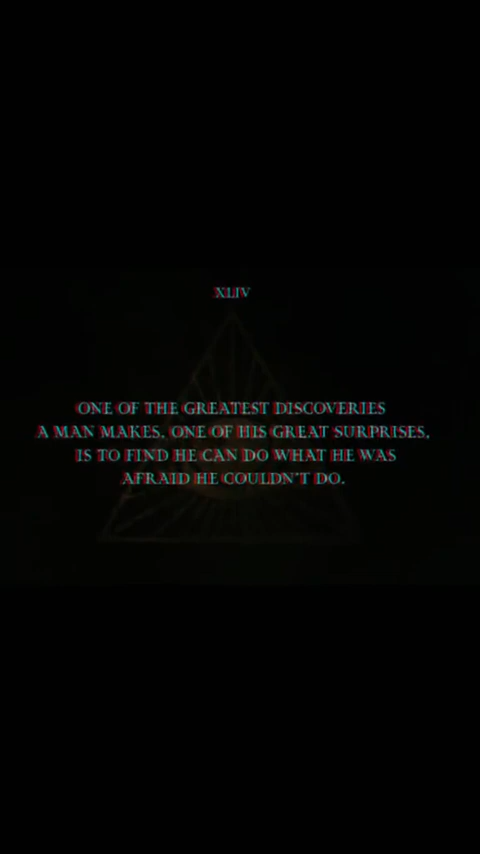 XLIV
ONE OF THE GREATEST DISCOVERIES
A MAN MAKES, ONE OF HIS GREAT SURPRISES,
IS TO FIND HE CAN DO WHAT HE WAS
AFRAID HE COULDN'T DO.